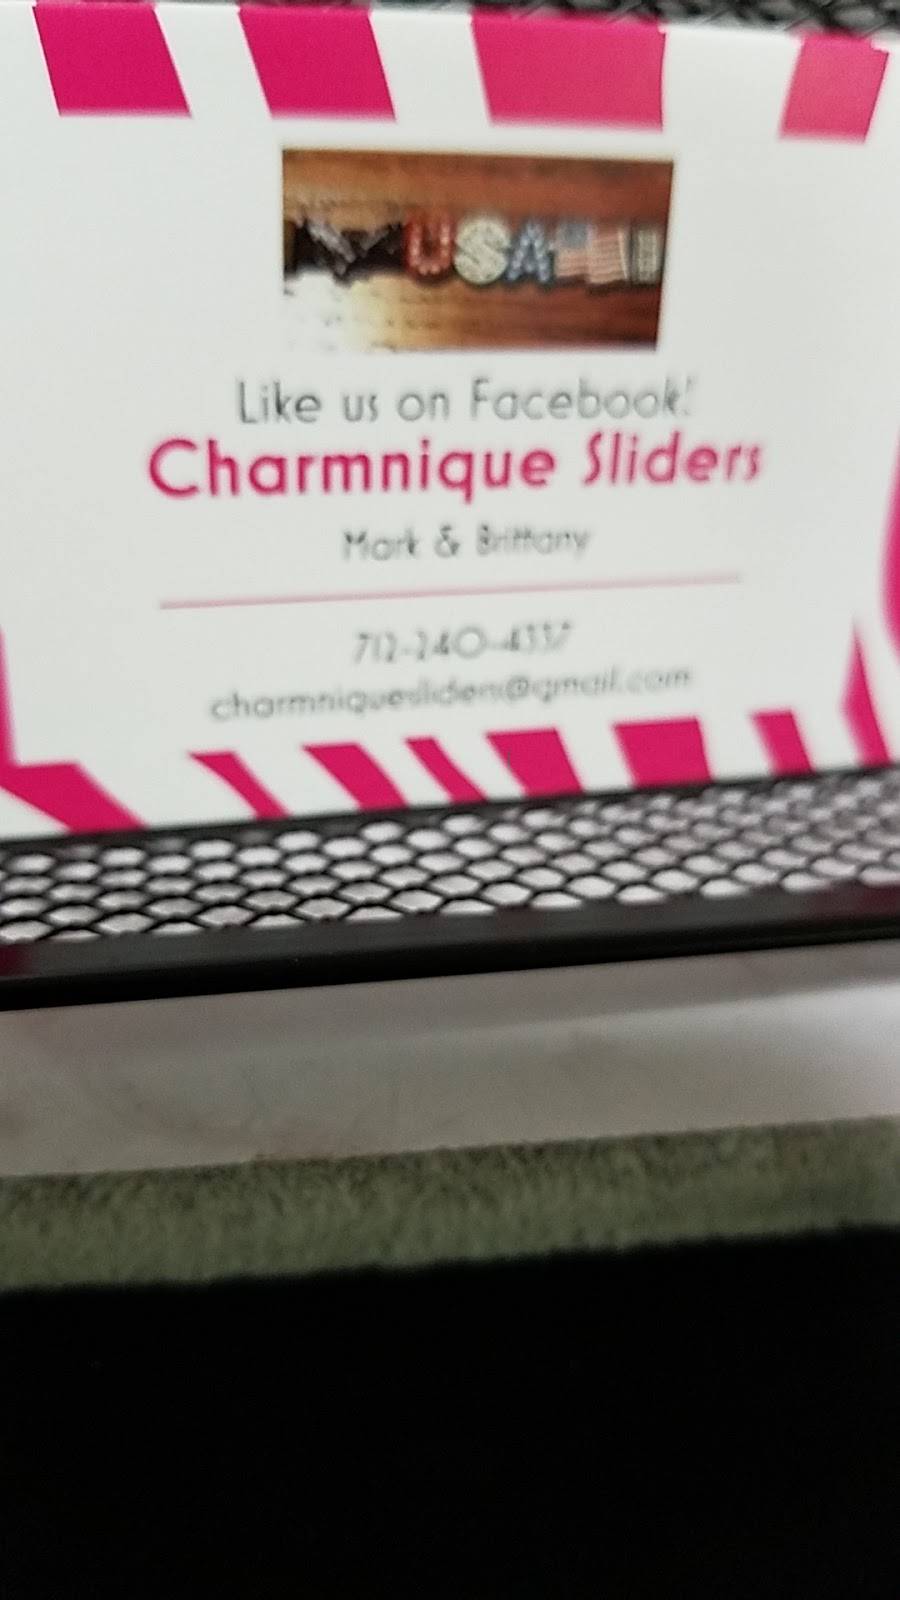 USA
Like us on Facebook!
Charmnique Sliders
Mark & Brittany
712-240-4337
charmniquesliders@gmail.com